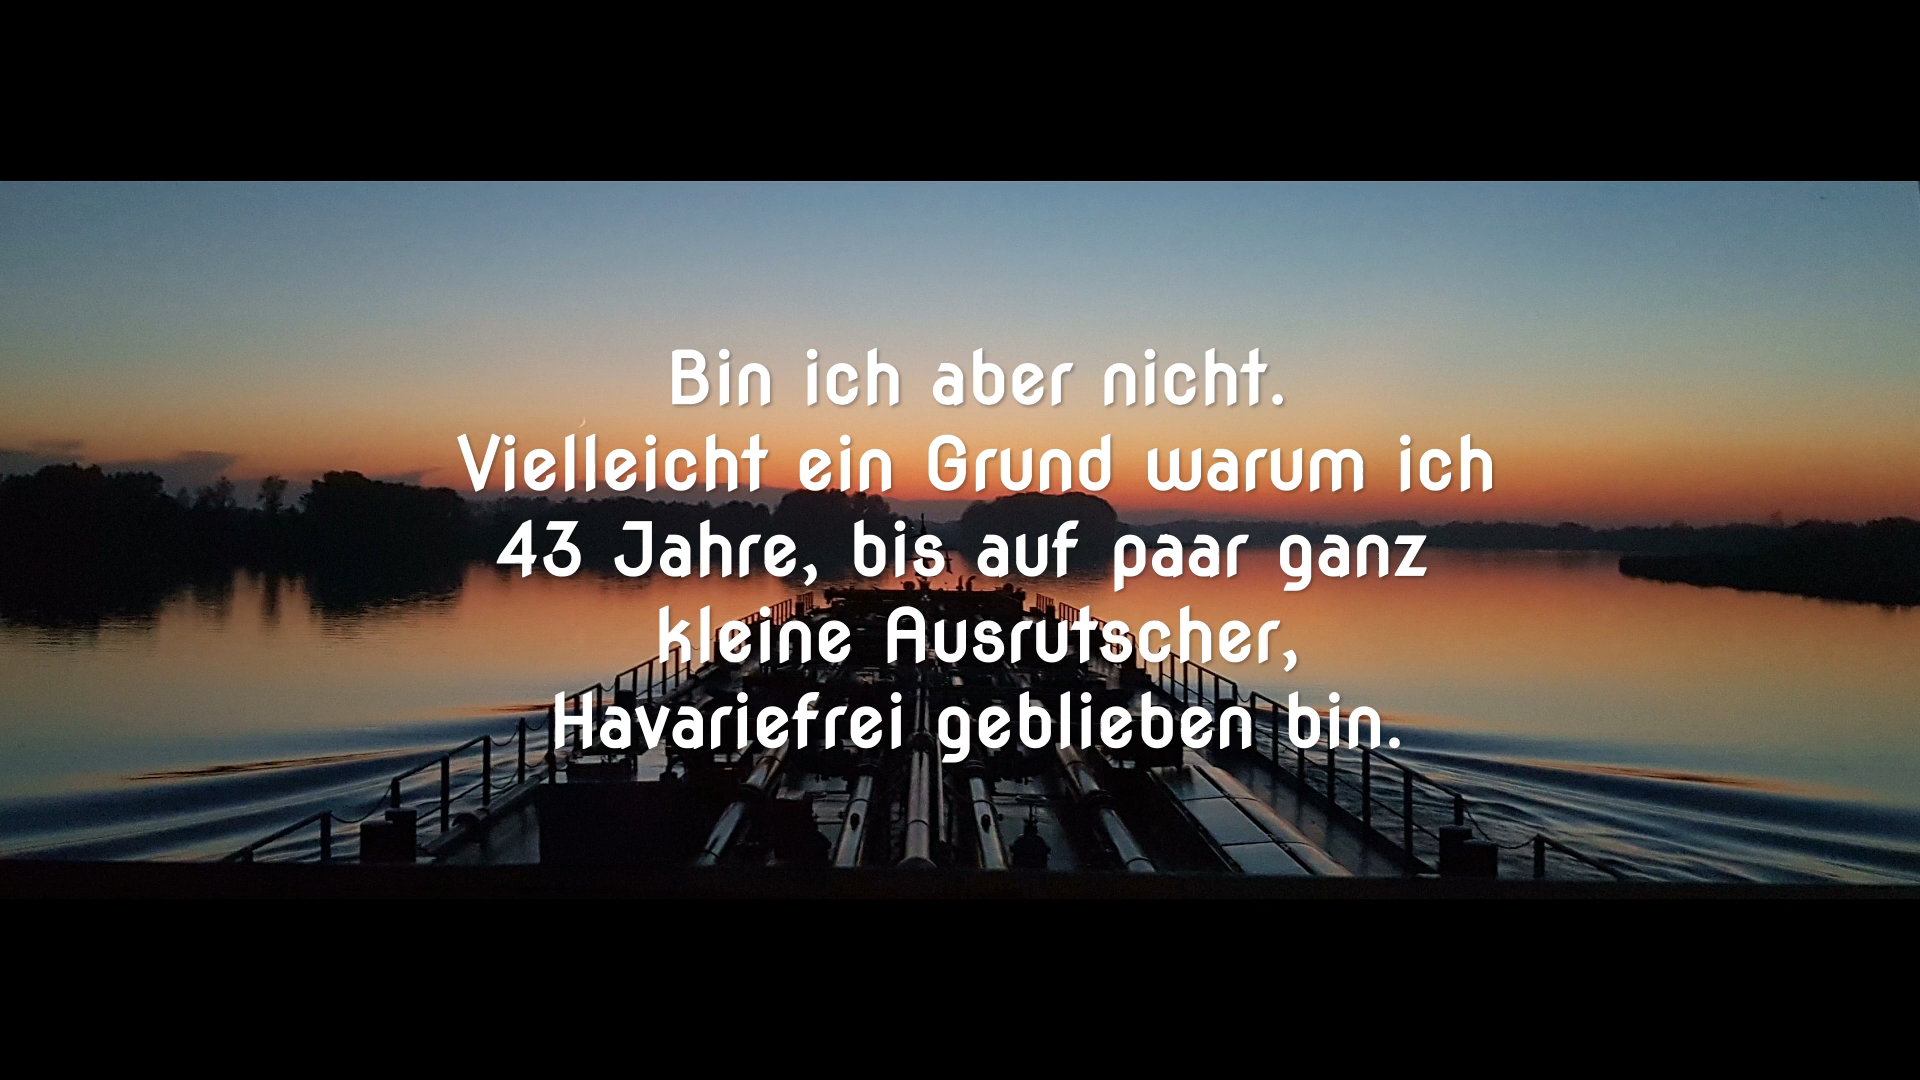 Bin ich aber nicht.
Vielleicht ein Grund warum ich
43 Jahre, bis auf paar ganz
kleine Ausrutscher,
Havariefrei geblieben bin.